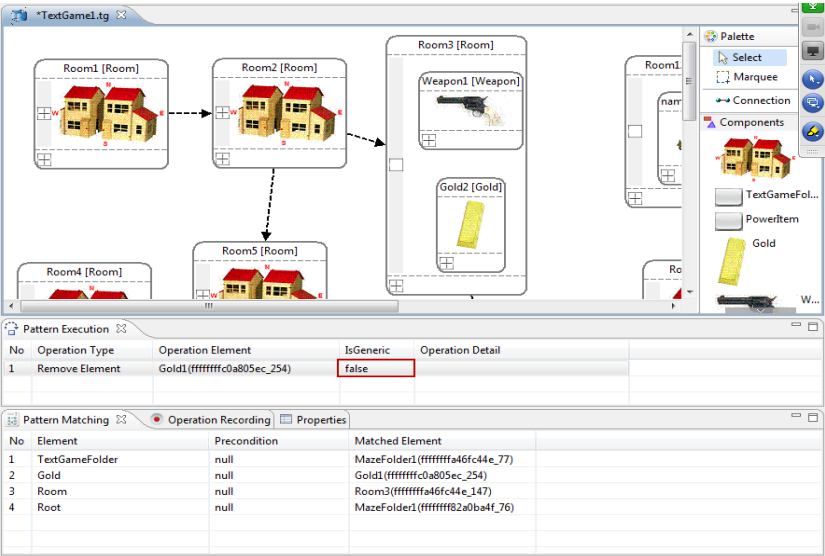 *TextGame1.tg
Room1 [Room]
N
W
E
S
Room2 [Room]
N
W
E
S
Room3 [Room]
Weapon1 [Weapon]
Gold2 [Gold]
Room1.
nam
Room4 [Room]
Room5 [Room]
N
W
E
Ro
Palette
Select
Marquee
Connection
Components
N
W
E
S
TextGameFol...
PowerItem
Gold
W...
Pattern Execution
No Operation Type Operation Element IsGeneric Operation Detail
1 Remove Element Gold1(ffffffffc0a805ec_254) false
Pattern Matching Operation Recording Properties
No Element Precondition Matched Element
1 TextGameFolder null MazeFolder1(ffffffffa46fc44e_77)
2 Gold null Gold1(ffffffffc0a805ec_254)
3 Room null Room3(ffffffffa46fc44e_147)
4 Root null MazeFolder1(ffffffff82a0ba4f_76)